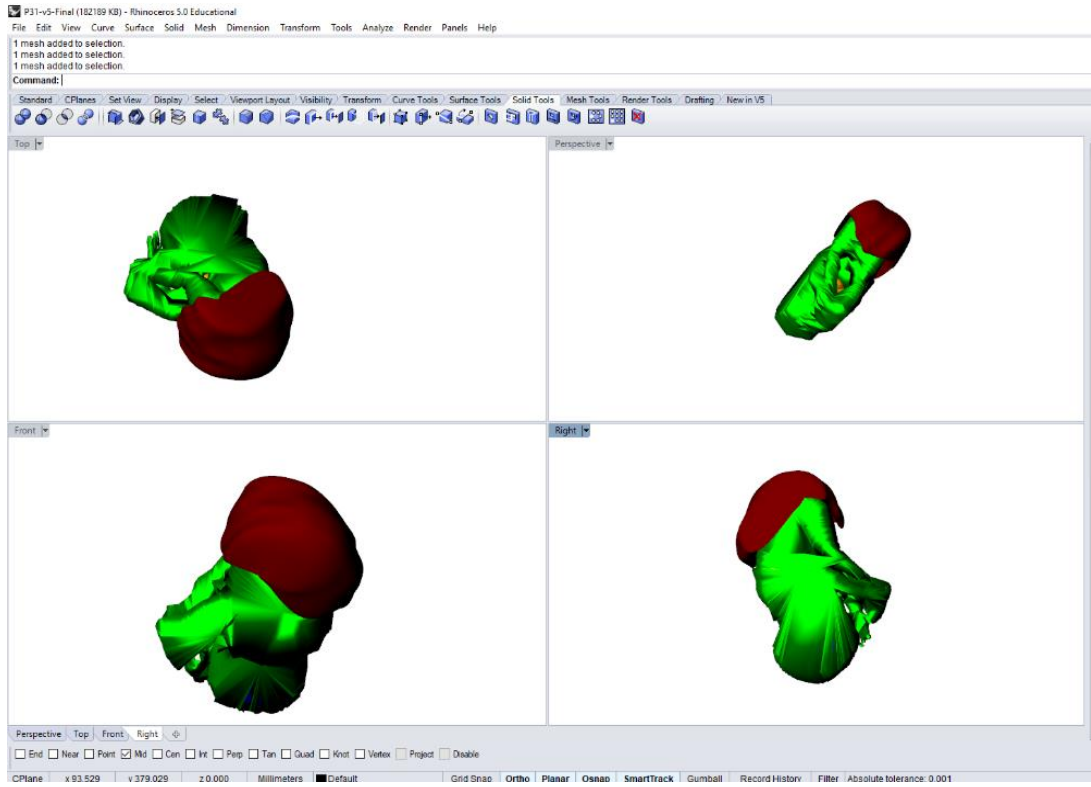 P31-v5-Final (182189 KB) - Rhinoceros 5.0 Educational
File Edit View Curve Surface Solid Mesh Dimension Transform Tools Analyze Render Panels Help
1 mesh added to selection.
1 mesh added to selection.
1 mesh added to selection.
Command:
Standard CPlanes Set View Display Select Viewport Layout Visibility Transform Curve Tools Surface Tools Solid Tools Mesh Tools Render Tools Drafting New in V5
Top Perspective
Front Right
Perspective Top Front Right
End Near Point Mid Cen Int Perp Tan Quad Knot Vertex Project Disable
CPlane x 93.529 y 379.029 z 0.000 Millimeters Default Grid Snap Ortho Planar Osnap SmartTrack Gumball Record History Filter Absolute tolerance: 0.001